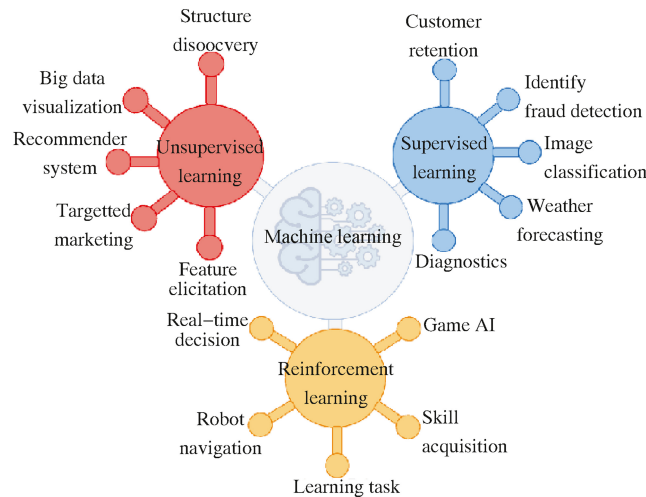 Structure
disoocvery
Big data
visualization
Recommender
system
Targetted
marketing
Feature
elicitation
Unsupervised
learning
Customer
retention
Identify
fraud detection
Image
classification
Weather
forecasting
Diagnostics
Supervised
learning
Machine learning
Real-time
decision
Game AI
Reinforcement
learning
Robot
navigation
Skill
acquisition
Learning task